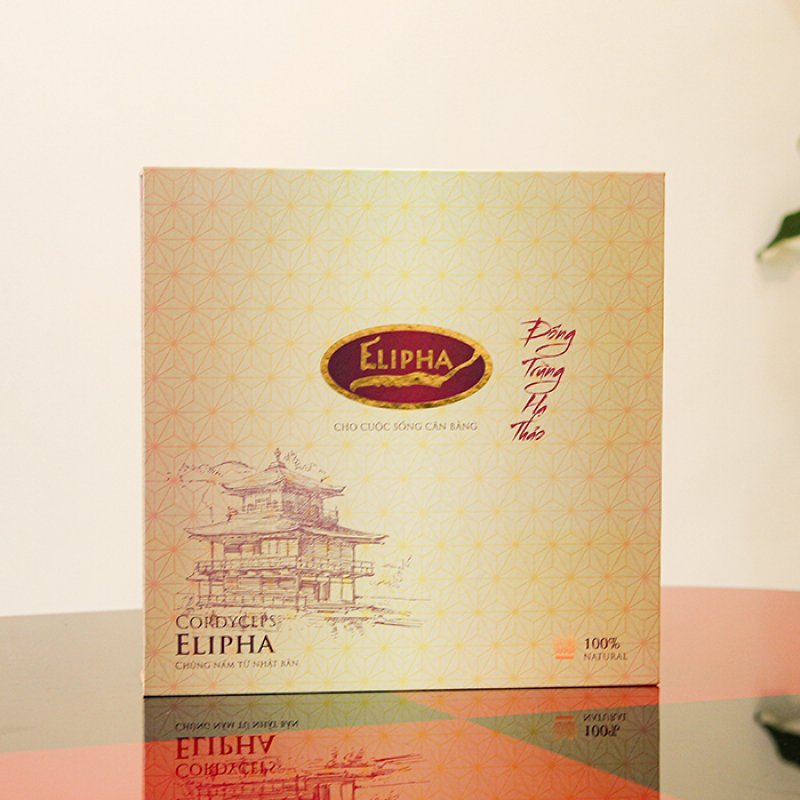 ELIPHA
CHO CUỘC SỐNG CÂN BẰNG
Đông
Trùng
Hạ
Thảo
CORDYCEPS
ELIPHA
CHỦNG NẤM TỪ NHẬT BẢN
100%
NATURAL